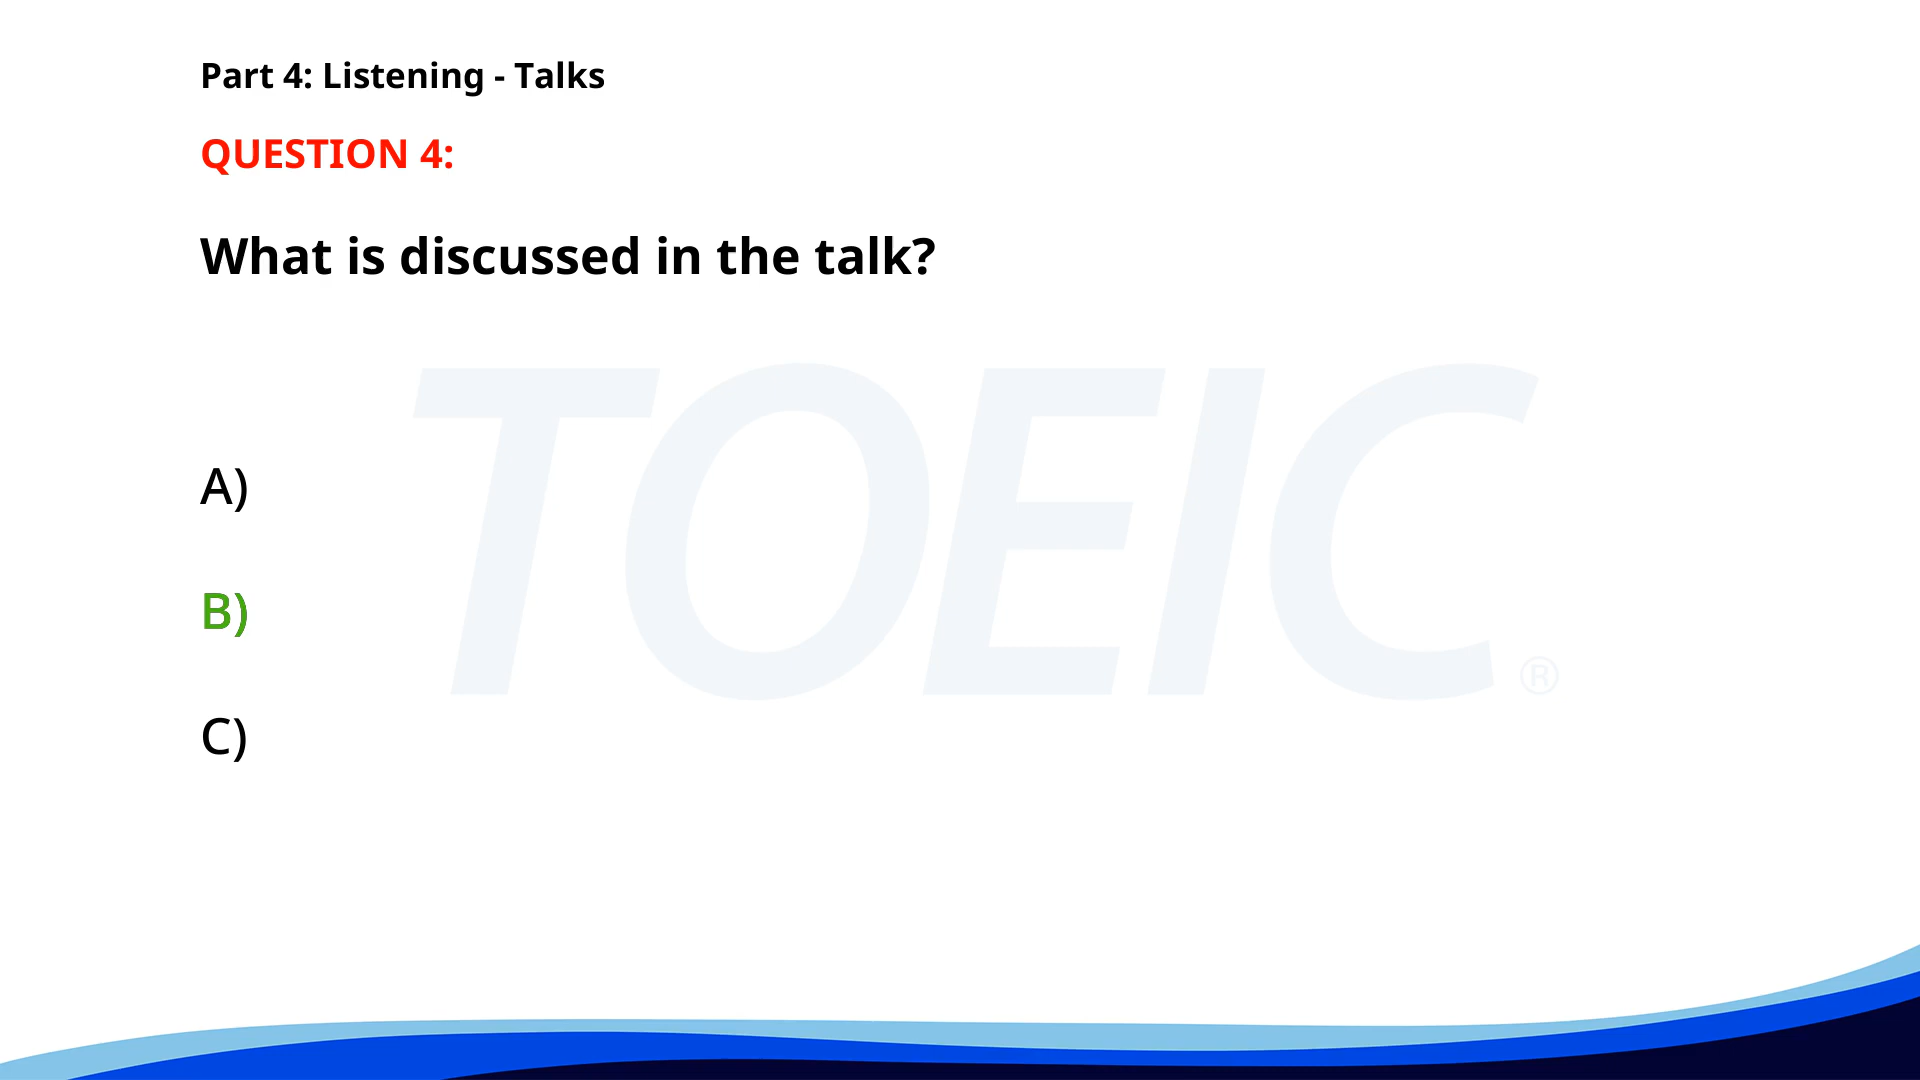 Part 4: Listening - Talks
QUESTION 4:
What is discussed in the talk?
TOEIC®
A)
B)
C)